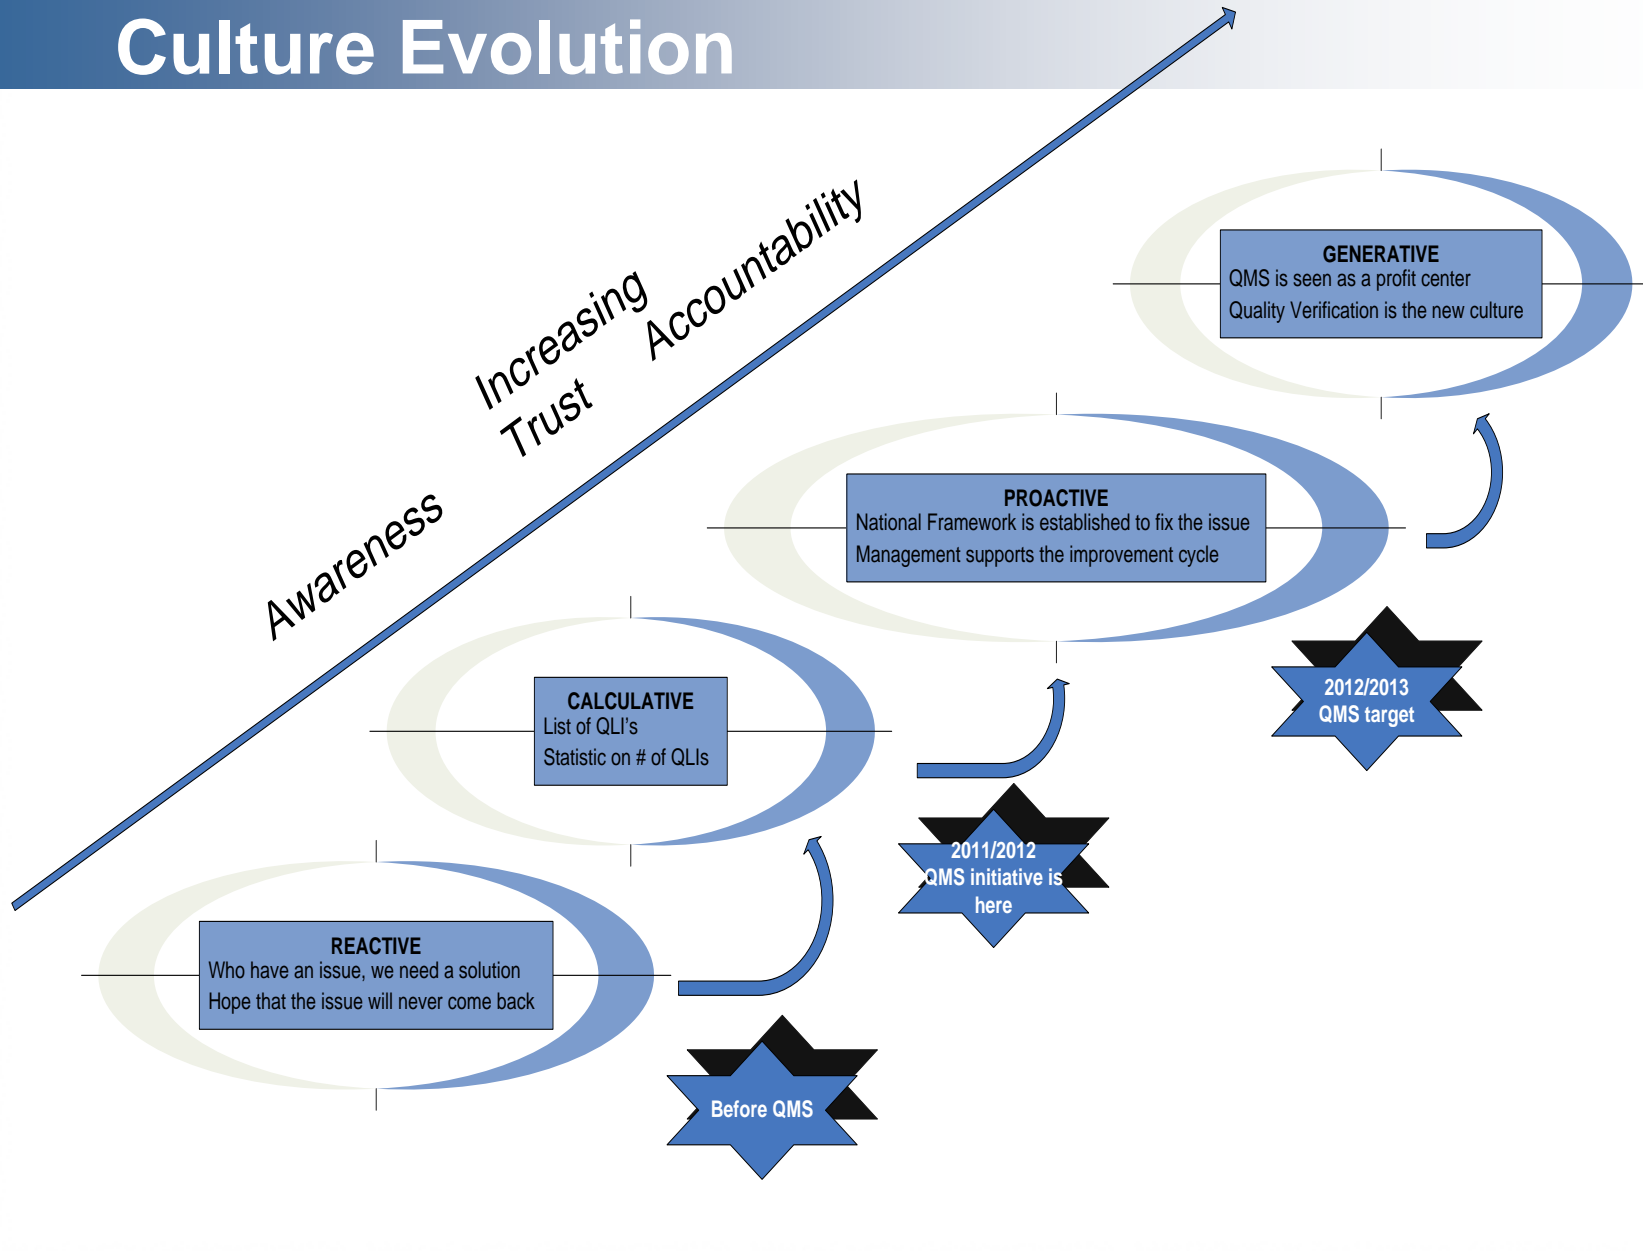 Culture Evolution
Awareness
Increasing
Trust
Accountability
GENERATIVE
QMS is seen as a profit center
Quality Verification is the new culture
PROACTIVE
National Framework is established to fix the issue
Management supports the improvement cycle
2012/2013
QMS target
CALCULATIVE
List of QLI's
Statistic on # of QLIs
2011/2012
QMS initiative is
here
REACTIVE
Who have an issue, we need a solution
Hope that the issue will never come back
Before QMS